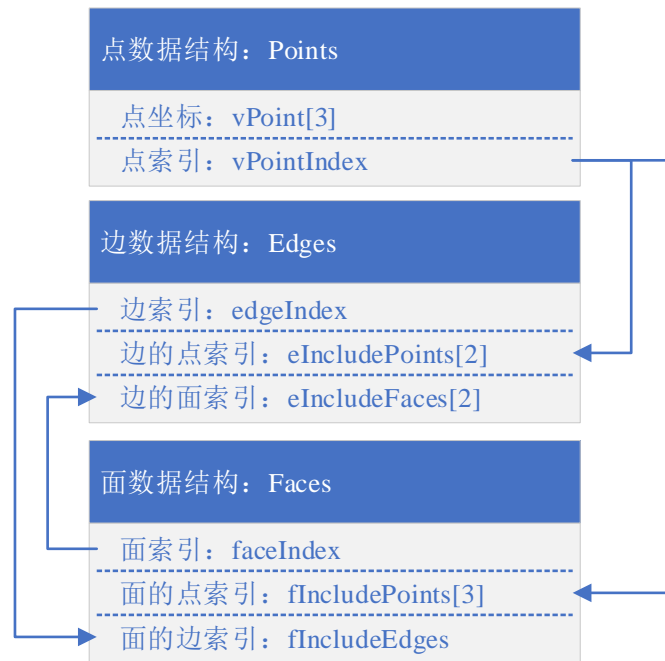 点数据结构：Points
点坐标：vPoint[3]
点索引：vPointIndex
边数据结构：Edges
边索引：edgeIndex
边的点索引：eIncludePoints[2]
边的面索引：eIncludeFaces[2]
面数据结构：Faces
面索引：faceIndex
面的点索引：fIncludePoints[3]
面的边索引：fIncludeEdges